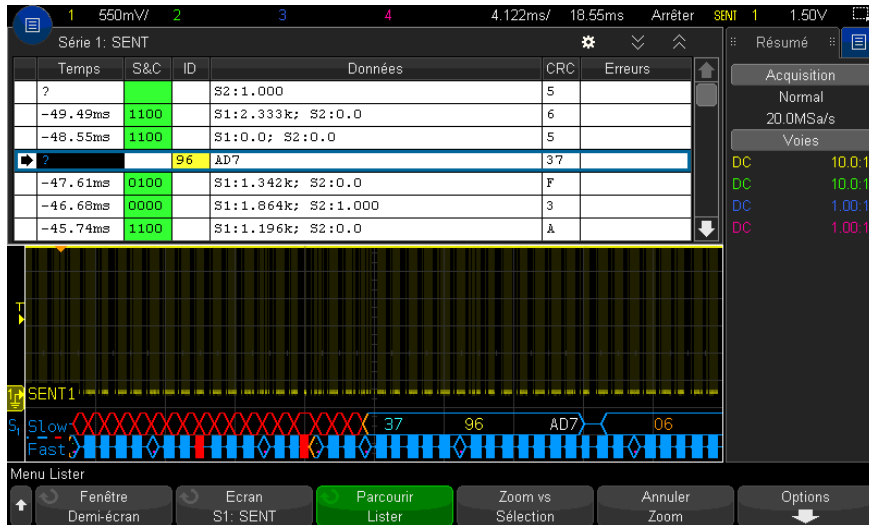 1 550mV/ 2 3 4 4.122ms/ 18.55ms Arrêter SENT 1 1.50V
Série 1: SENT
Résumé
Temps S&C ID Données CRC Erreurs
? S2:1.000 5
-49.49ms 1100 S1:2.333k; S2:0.0 6
-48.55ms 1100 S1:0.0; S2:0.0 5
? 96 AD7 37
-47.61ms 0100 S1:1.342k; S2:0.0 F
-46.68ms 0000 S1:1.864k; S2:1.000 3
-45.74ms 1100 S1:1.196k; S2:0.0 A
Acquisition
Normal
20.0MSa/s
Voies
DC 10.0:1
DC 10.0:1
DC 1.00:1
DC 1.00:1
T
1
SENT1
S1 Slow 37 96 AD7 06
Fast
Menu Lister
Fenêtre
Demi-écran
Ecran
S1: SENT
Parcourir
Lister
Zoom vs
Sélection
Annuler
Zoom
Options